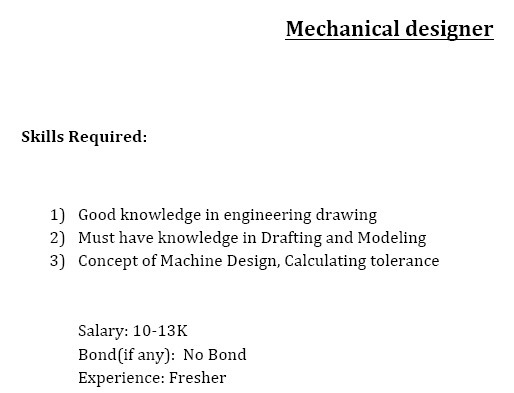 Mechanical designer
Skills Required:
1) Good knowledge in engineering drawing
2) Must have knowledge in Drafting and Modeling
3) Concept of Machine Design, Calculating tolerance
Salary: 10-13K
Bond(if any): No Bond
Experience: Fresher